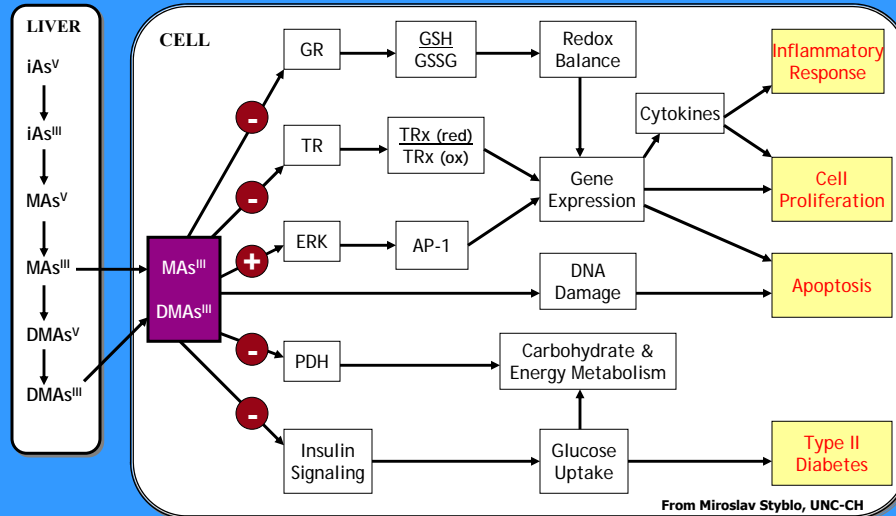 LIVER
iAsⱽ
iAsᴵᴵᴵ
MAsⱽ
MAsᴵᴵᴵ
DMAsⱽ
DMAsᴵᴵᴵ
CELL
MAsᴵᴵᴵ
DMAsᴵᴵᴵ
-
-
+
-
-
GR
GSH
GSSG
Redox
Balance
TR
TRx (red)
TRx (ox)
ERK
AP-1
Gene
Expression
Cytokines
DNA
Damage
PDH
Carbohydrate &
Energy Metabolism
Insulin
Signaling
Glucose
Uptake
Inflammatory
Response
Cell
Proliferation
Apoptosis
Type II
Diabetes
From Miroslav Styblo, UNC-CH